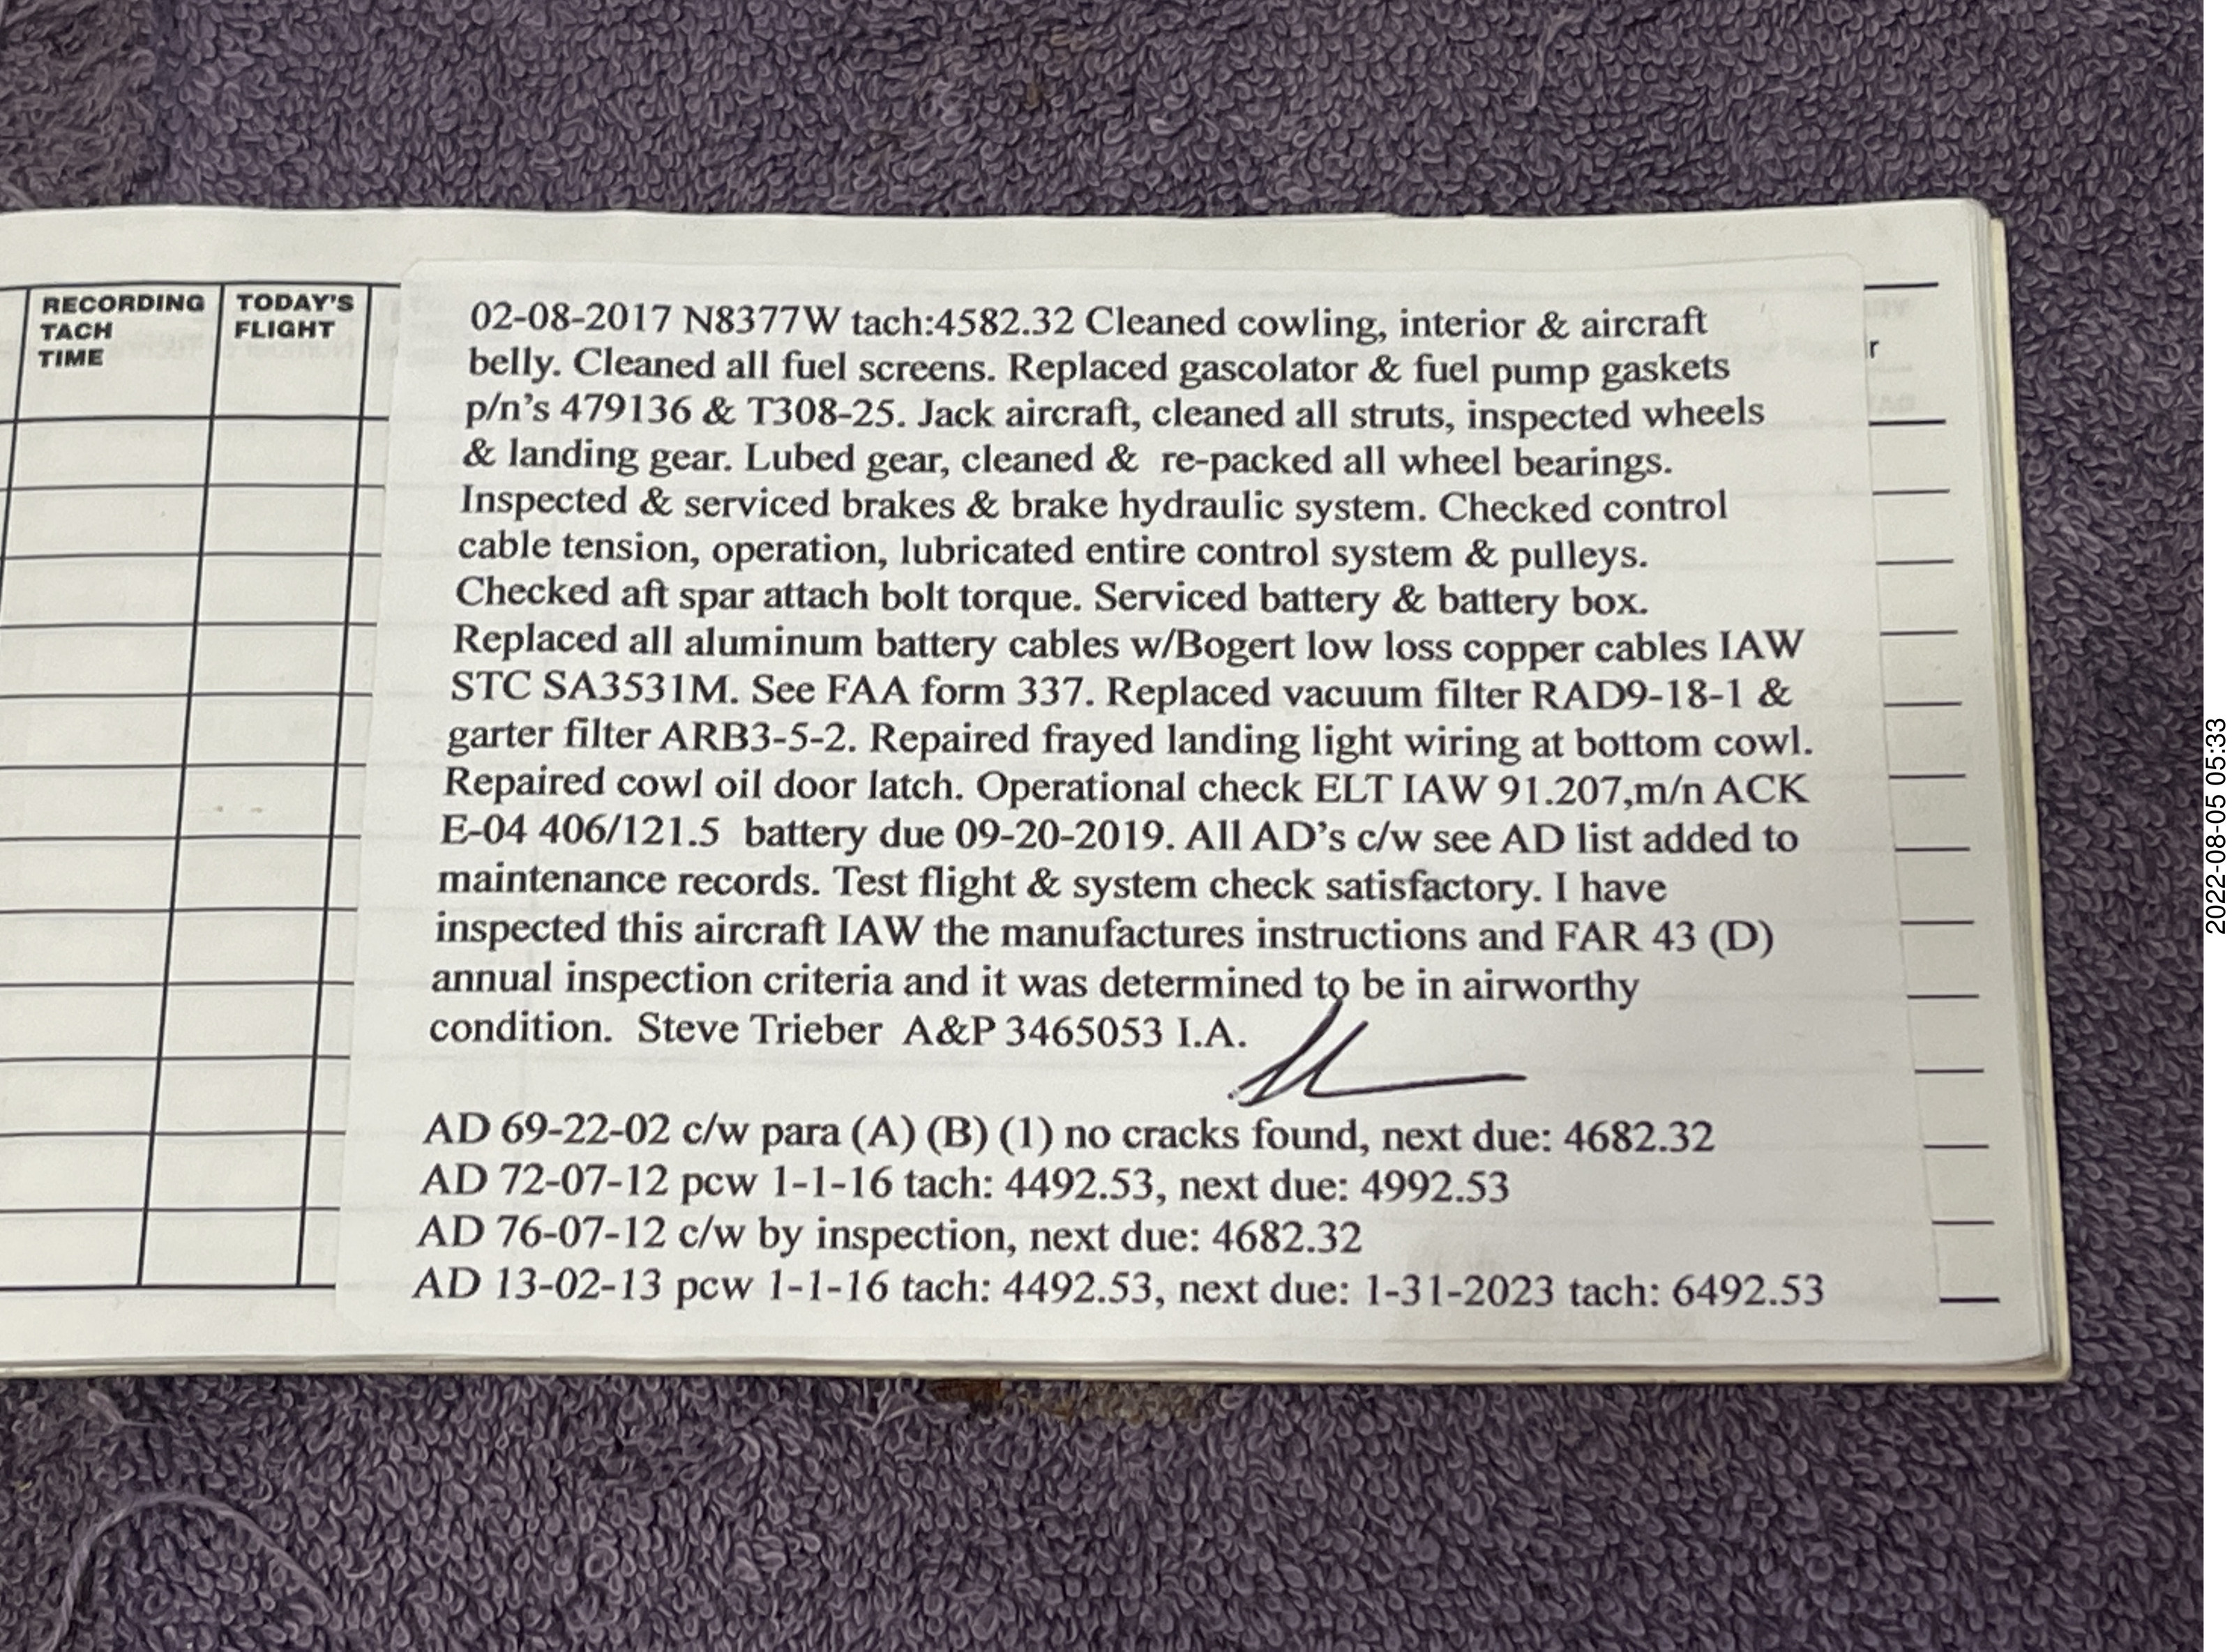 RECORDING
TACH
TIME
TODAY'S
FLIGHT
02-08-2017 N8377W tach:4582.32 Cleaned cowling, interior & aircraft
belly. Cleaned all fuel screens. Replaced gascolator & fuel pump gaskets
p/n's 479136 & T308-25. Jack aircraft, cleaned all struts, inspected wheels
& landing gear. Lubed gear, cleaned & re-packed all wheel bearings.
Inspected & serviced brakes & brake hydraulic system. Checked control
cable tension, operation, lubricated entire control system & pulleys.
Checked aft spar attach bolt torque. Serviced battery & battery box.
Replaced all aluminum battery cables w/Bogert low loss copper cables IAW
STC SA3531M. See FAA form 337. Replaced vacuum filter RAD9-18-1 &
garter filter ARB3-5-2. Repaired frayed landing light wiring at bottom cowl.
Repaired cowl oil door latch. Operational check ELT IAW 91.207,m/n ACK
E-04 406/121.5 battery due 09-20-2019. All AD's c/w see AD list added to
maintenance records. Test flight & system check satisfactory. I have
inspected this aircraft IAW the manufactures instructions and FAR 43 (D)
annual inspection criteria and it was determined to be in airworthy
condition. Steve Trieber A&P 3465053 I.A.
AD 69-22-02 c/w para (A) (B) (1) no cracks found, next due: 4682.32
AD 72-07-12 pcw 1-1-16 tach: 4492.53, next due: 4992.53
AD 76-07-12 c/w by inspection, next due: 4682.32
AD 13-02-13 pcw 1-1-16 tach: 4492.53, next due: 1-31-2023 tach: 6492.53
r
2022-08-05 05:33